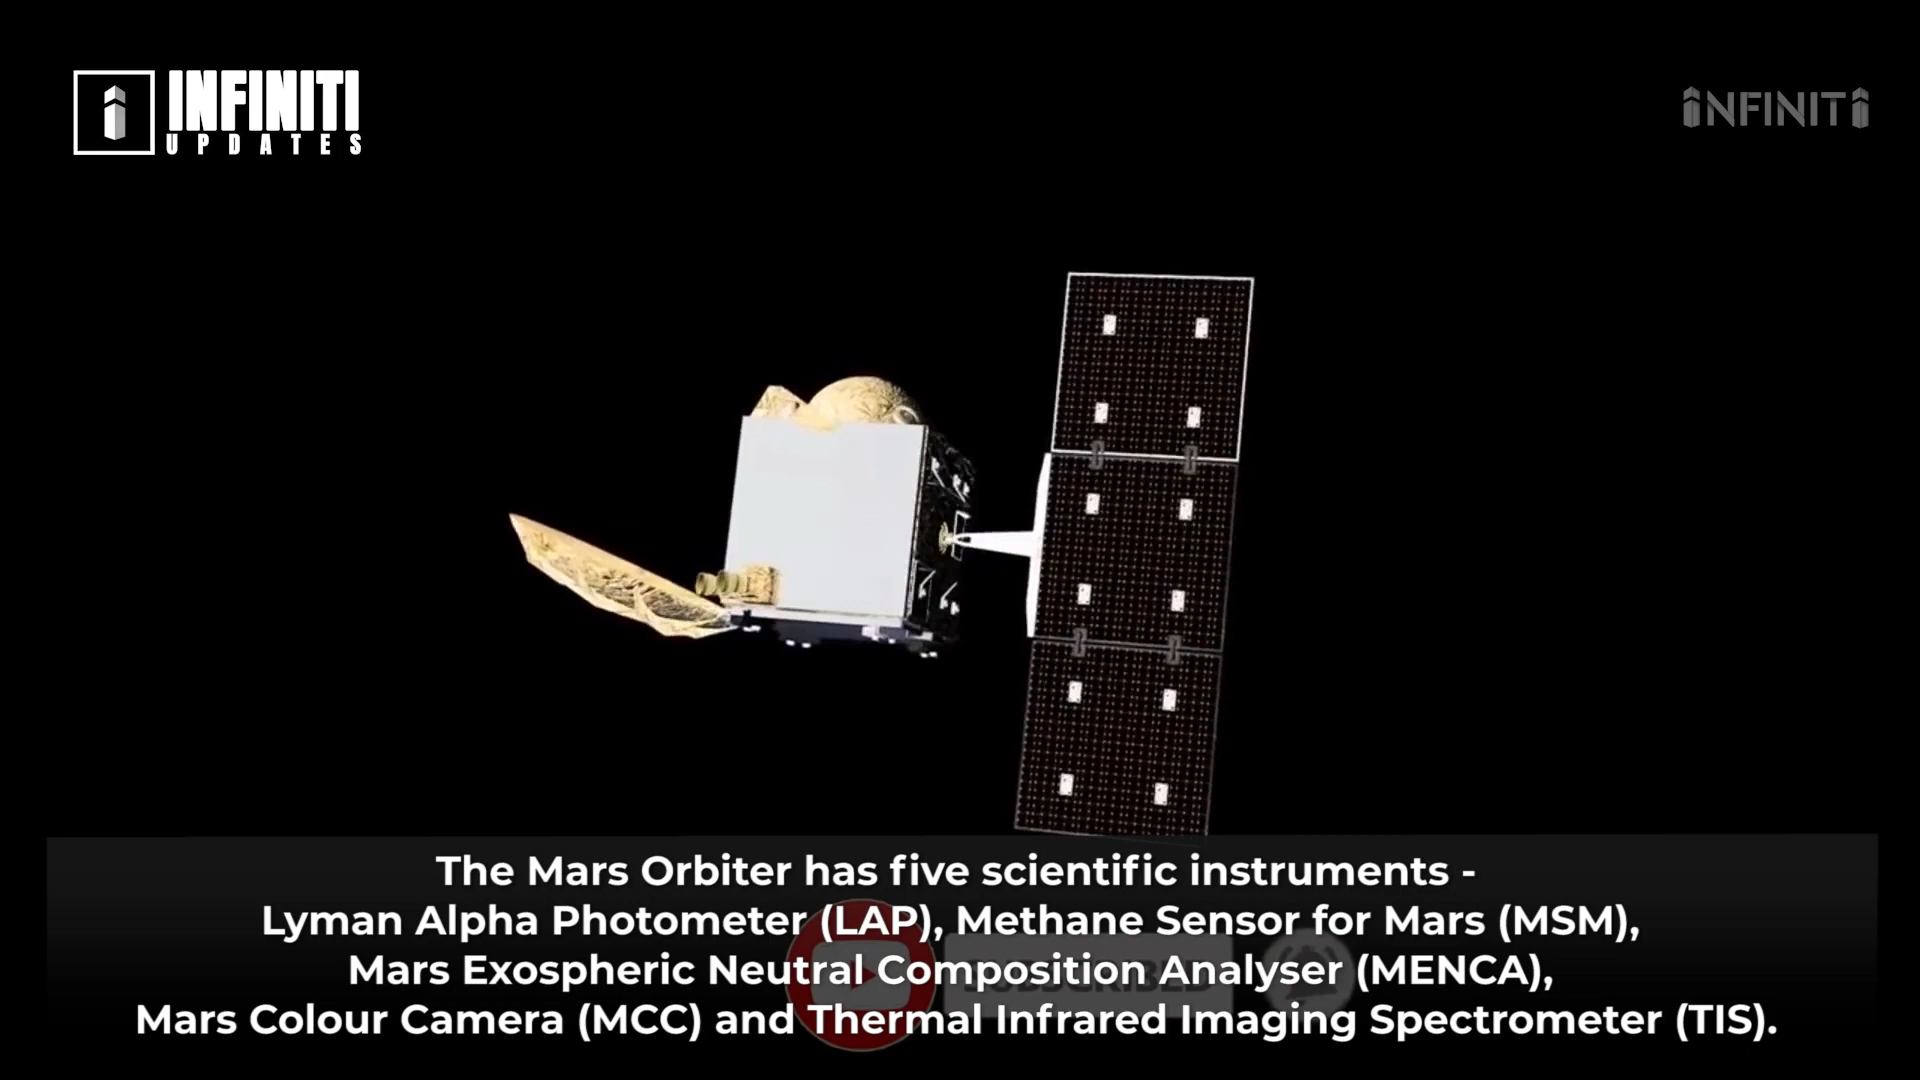 INFINITI
UPDATES
INFINITI
The Mars Orbiter has five scientific instruments -
Lyman Alpha Photometer (LAP), Methane Sensor for Mars (MSM),
Mars Exospheric Neutral Composition Analyser (MENCA),
Mars Colour Camera (MCC) and Thermal Infrared Imaging Spectrometer (TIS).
SUBSCRIBED